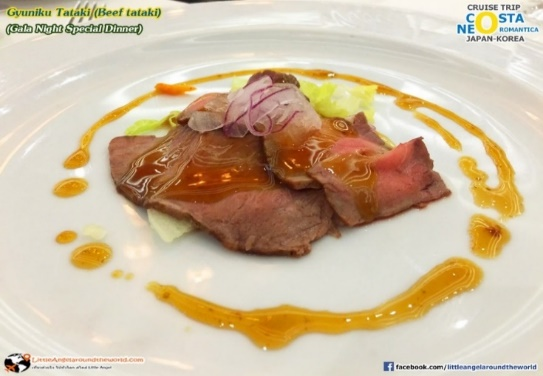 Gyuniku Tataki (Beef tataki)
(Gala Night Special Dinner)
CRUISE TRIP
COSTA
NEO ROMANTICA
JAPAN-KOREA
LittleAngelaroundtheworld.com
facebook.com/littleangelaroundtheworld